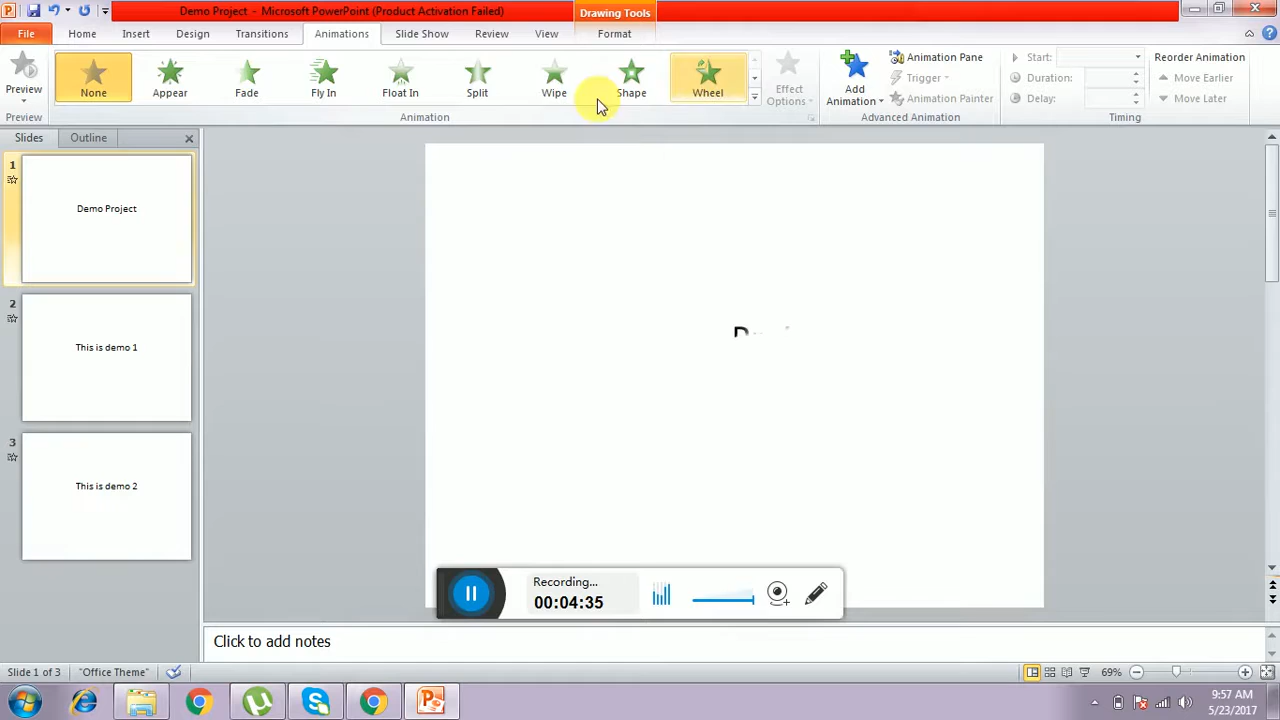 Demo Project - Microsoft PowerPoint (Product Activation Failed)
Drawing Tools
File Home Insert Design Transitions Animations Slide Show Review View Format
None Appear Fade Fly In Float In Split Wipe Shape Wheel
Preview
Effect Options
Add Animation
Animation Pane
Trigger
Animation Painter
Start:
Duration:
Delay:
Reorder Animation
Move Earlier
Move Later
Preview Animation Advanced Animation Timing
Slides Outline
1
Demo Project
2
This is demo 1
3
This is demo 2
Recording...
00:04:35
Click to add notes
Slide 1 of 3 "Office Theme" 69%
9:57 AM
5/23/2017